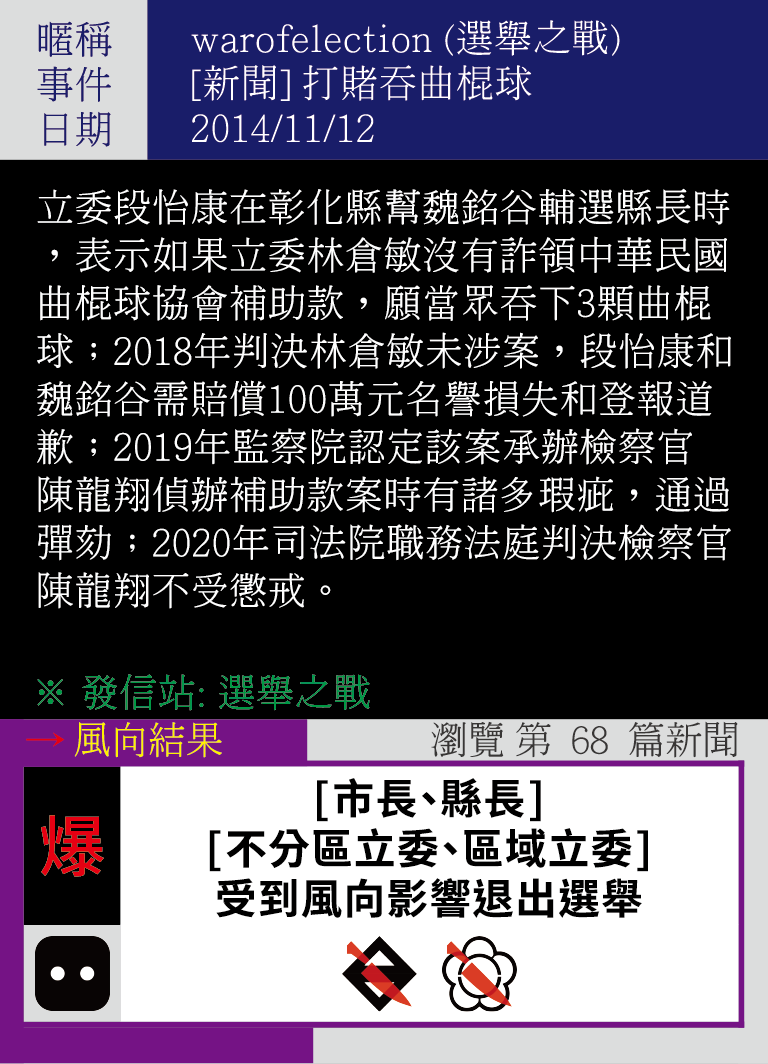 暱稱 warofelection (選舉之戰)
事件 [新聞] 打賭吞曲棍球
日期 2014/11/12
立委段怡康在彰化縣幫魏銘谷輔選縣長時
，表示如果立委林倉敏沒有詐領中華民國
曲棍球協會補助款，願當眾吞下3顆曲棍
球；2018年判決林倉敏未涉案，段怡康和
魏銘谷需賠償100萬元名譽損失和登報道
歉；2019年監察院認定該案承辦檢察官
陳龍翔偵辦補助款案時有諸多瑕疵，通過
彈劾；2020年司法院職務法庭判決檢察官
陳龍翔不受懲戒。
※ 發信站: 選舉之戰
→ 風向結果 瀏覽 第 68 篇新聞
爆
[市長、縣長]
[不分區立委、區域立委]
受到風向影響退出選舉